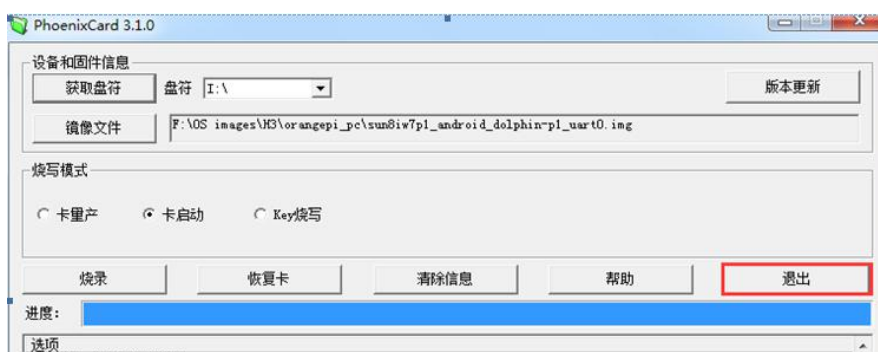 PhoenixCard 3.1.0
设备和固件信息
获取盘符 盘符 I:\ 版本更新
镜像文件 F:\OS images\H3\orangepi_pc\sun8iw7p1_android_dolphin-p1_uart0.img
烧写模式
卡量产 卡启动 Key烧写
烧录 恢复卡 清除信息 帮助 退出
进度：
选项